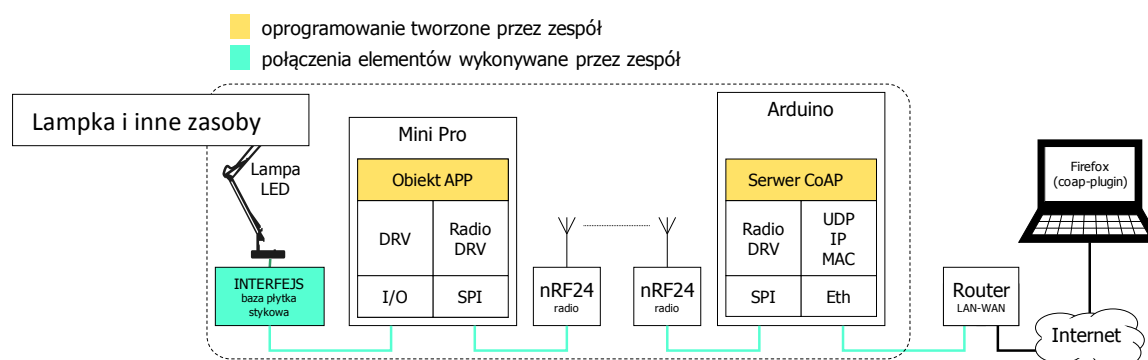 oprogramowanie tworzone przez zespół
połączenia elementów wykonywane przez zespół
Lampka i inne zasoby
Lampa
LED
INTERFEJS
baza płytka
stykowa
Mini Pro
Obiekt APP
DRV
Radio
DRV
I/O
SPI
nRF24
radio
nRF24
radio
Arduino
Serwer CoAP
Radio
DRV
UDP
IP
MAC
SPI
Eth
Router
LAN-WAN
Firefox
(coap-plugin)
Internet